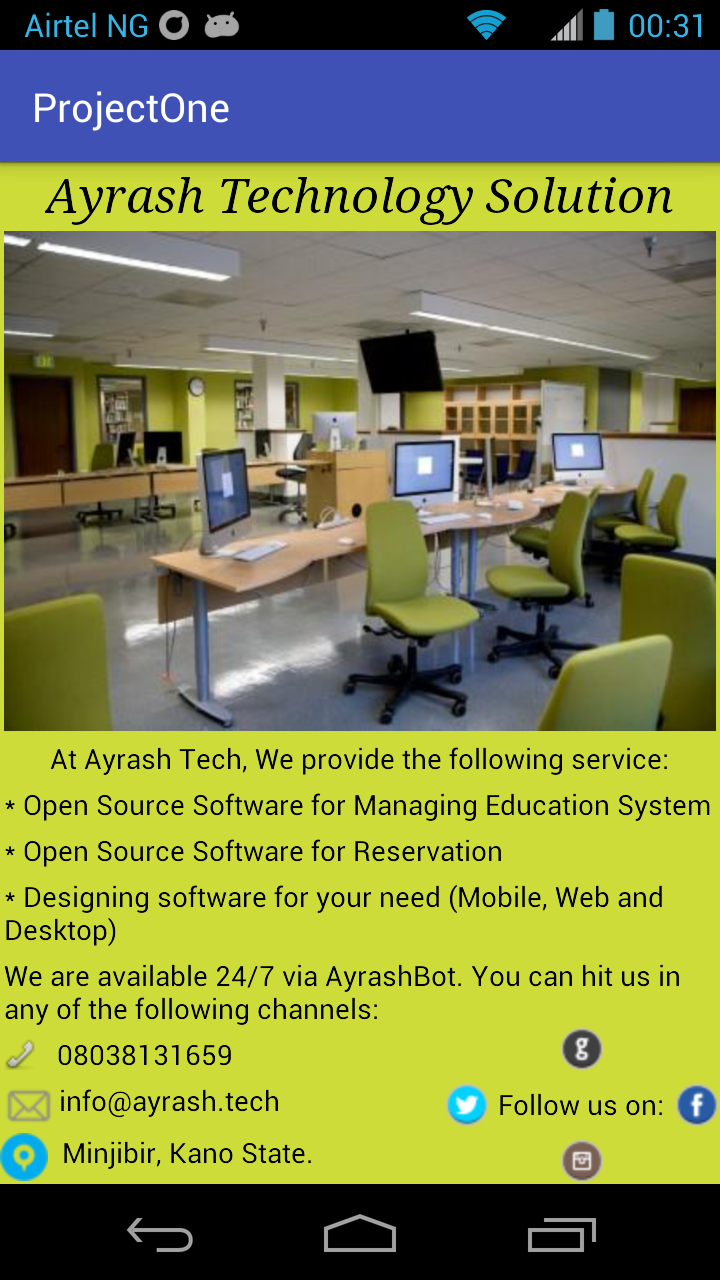 Airtel NG 00:31
ProjectOne
Ayrash Technology Solution
At Ayrash Tech, We provide the following service:
* Open Source Software for Managing Education System
* Open Source Software for Reservation
* Designing software for your need (Mobile, Web and
Desktop)
We are available 24/7 via AyrashBot. You can hit us in
any of the following channels:
08038131659
g
info@ayrash.tech
Follow us on: f
Minjibir, Kano State.